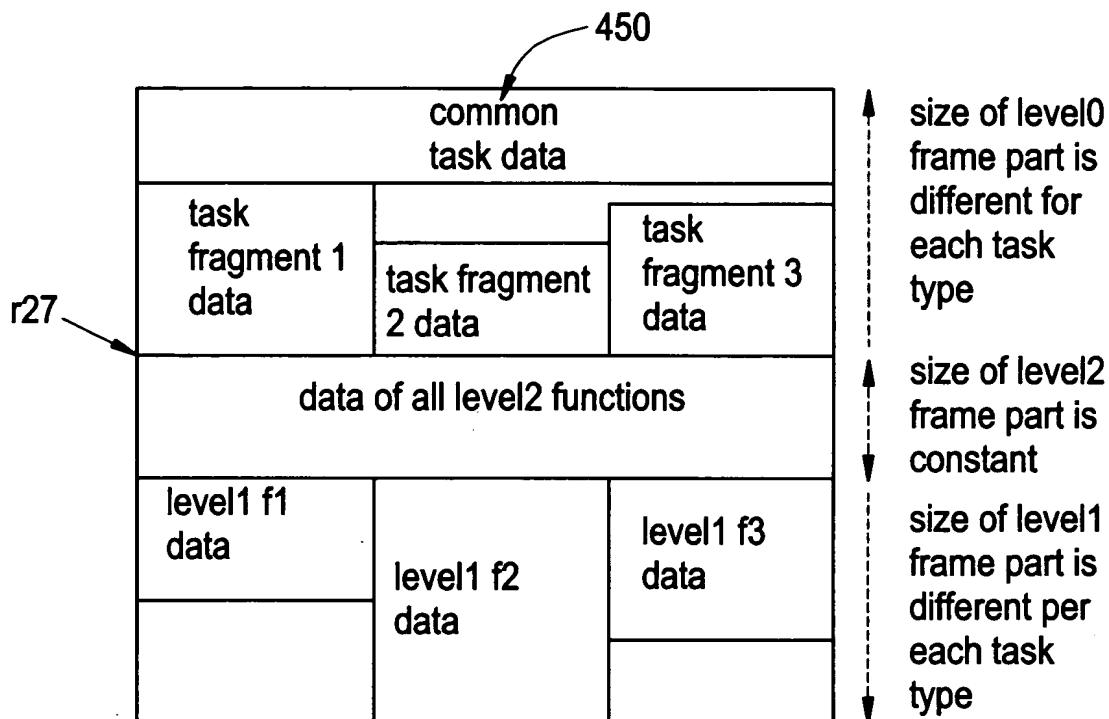 450
common
task data
size of level0
frame part is
different for
each task
type
task
fragment 1
data
task fragment
2 data
task
fragment 3
data
r27
data of all level2 functions
size of level2
frame part is
constant
level1 f1
data
level1 f2
data
level1 f3
data
size of level1
frame part is
different per
each task
type